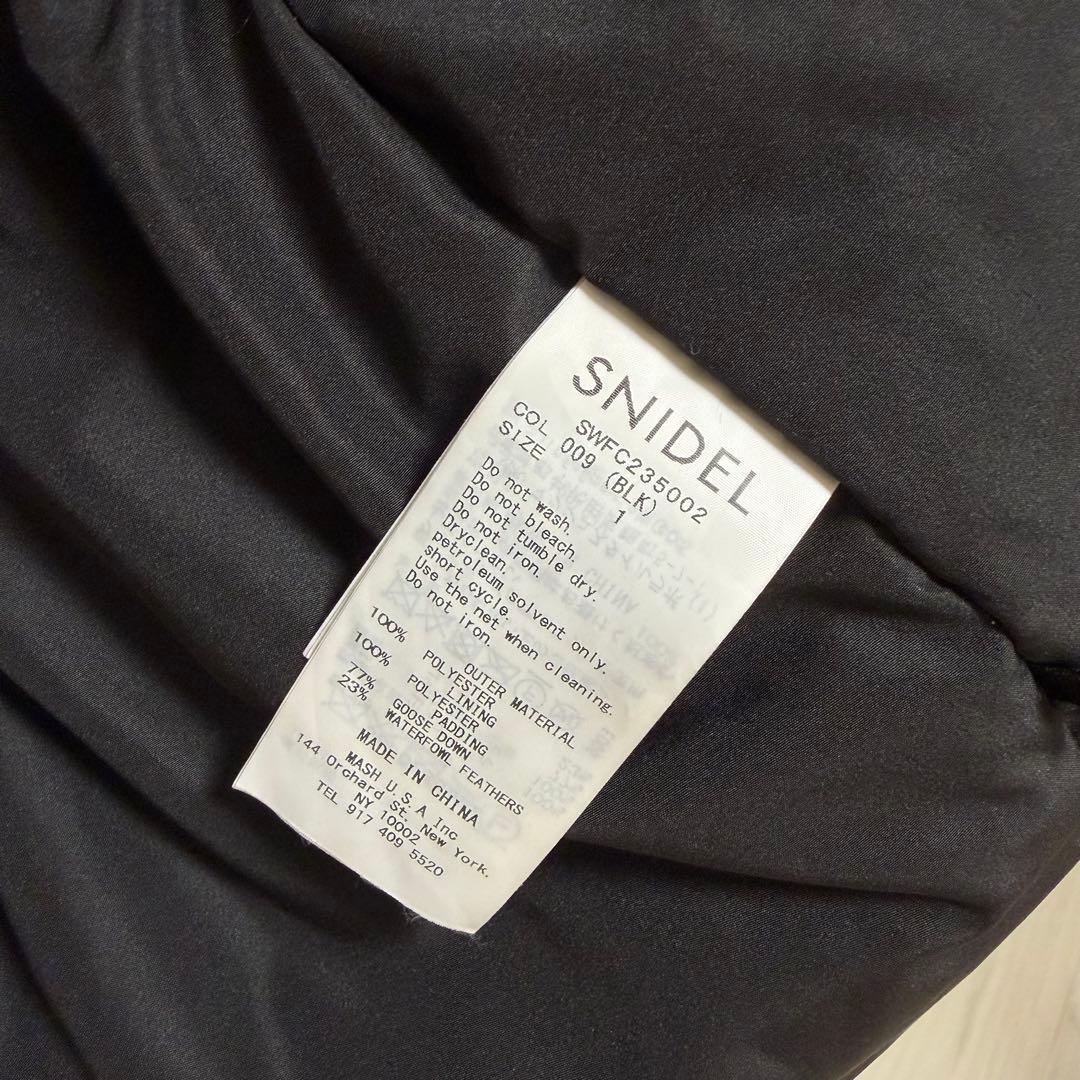 SNIDEL
SWFC235002
COL 009 (BLK)
SIZE 1
Do not wash.
Do not bleach.
Do not tumble dry.
Do not iron.
Dryclean,
petroleum solvent only.
short cycle.
Use the net when cleaning.
Do not iron.
OUTER MATERIAL
100% POLYESTER
LINING
100% POLYESTER
PADDING
77% GOOSE DOWN
23% WATERFOWL FEATHERS
MADE IN CHINA
MASH U.S.A Inc
144 Orchard St. New York.
NY 10002
TEL 917 409 5520